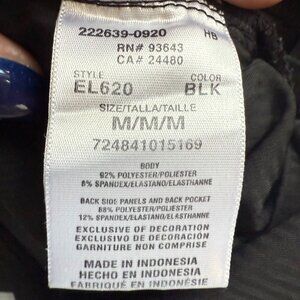 222639-0920 HB
RN# 93643
CA# 24480
STYLE COLOR
EL620 BLK
SIZE/TALLA/TAILLE
M/M/M
724841015169
BODY
92% POLYESTER/POLIESTER
8% SPANDEX/ELASTANO/ELASTHANNE
BACK SIDE PANELS AND BACK POCKET
88% POLYESTER/POLIESTER
12% SPANDEX/ELASTANO/ELASTHANNE
EXCLUSIVE OF DECORATION
EXCLUSIVO DE DECORACIÓN
GARNITURE NON COMPRISE
MADE IN INDONESIA
HECHO EN INDONESIA
FABRIQUÉ EN INDONÉSIE